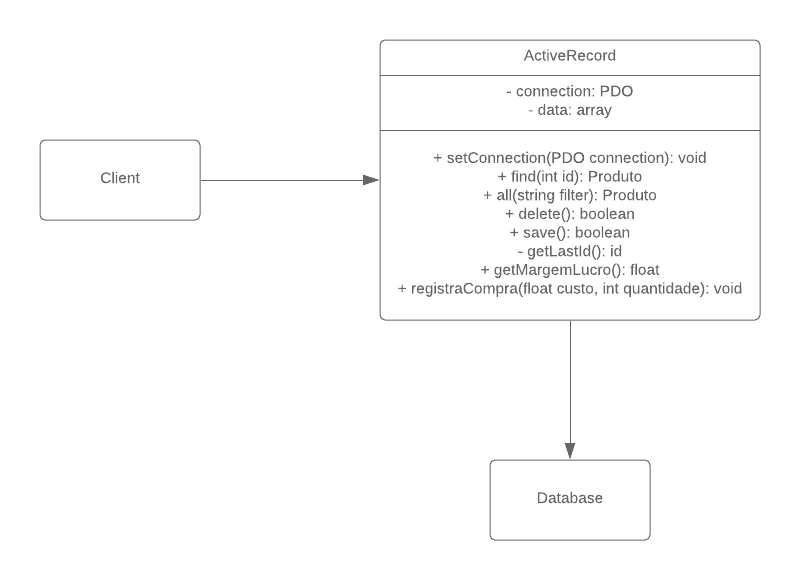 ActiveRecord
- connection: PDO
- data: array
Client
+ setConnection(PDO connection): void
+ find(int id): Produto
+ all(string filter): Produto
+ delete(): boolean
+ save(): boolean
- getLastId(): id
+ getMargemLucro(): float
+ registraCompra(float custo, int quantidade): void
Database